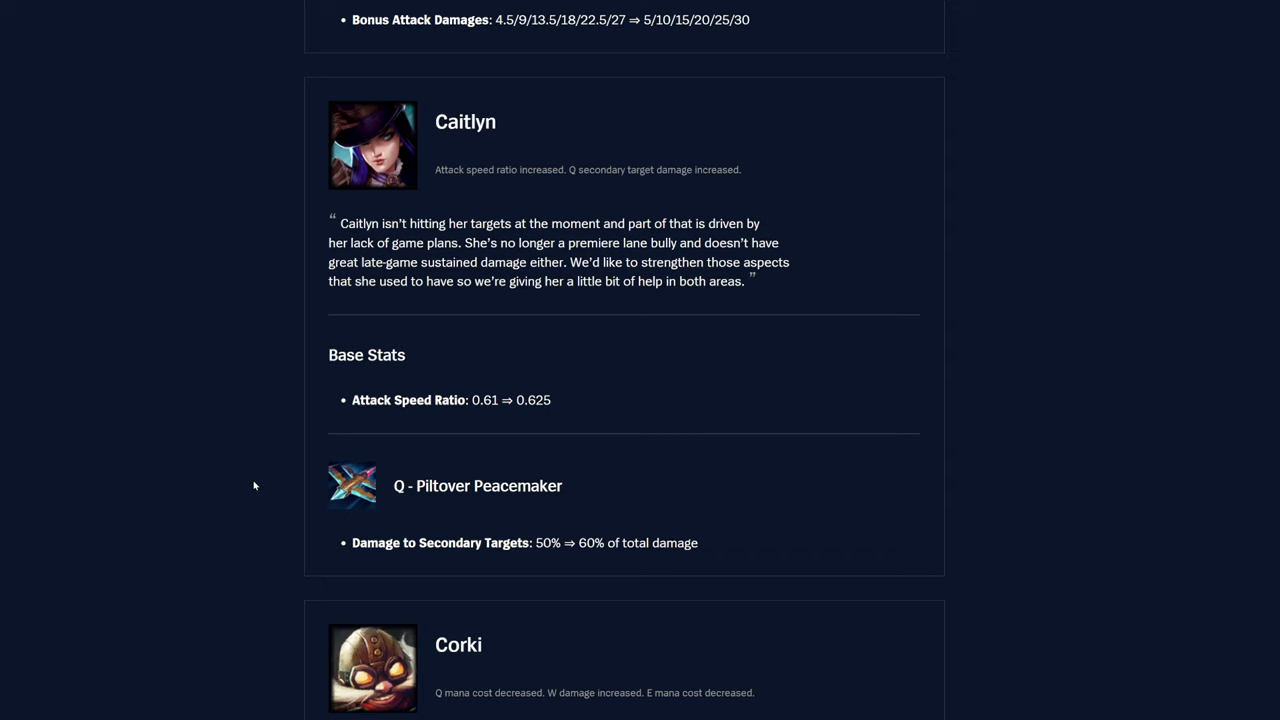 • Bonus Attack Damages: 4.5/9/13.5/18/22.5/27 ⇒ 5/10/15/20/25/30
Caitlyn
Attack speed ratio increased. Q secondary target damage increased.
“ Caitlyn isn’t hitting her targets at the moment and part of that is driven by
her lack of game plans. She’s no longer a premiere lane bully and doesn’t have
great late-game sustained damage either. We’d like to strengthen those aspects
that she used to have so we’re giving her a little bit of help in both areas. ”
Base Stats
• Attack Speed Ratio: 0.61 ⇒ 0.625
Q - Piltover Peacemaker
• Damage to Secondary Targets: 50% ⇒ 60% of total damage
Corki
Q mana cost decreased. W damage increased. E mana cost decreased.